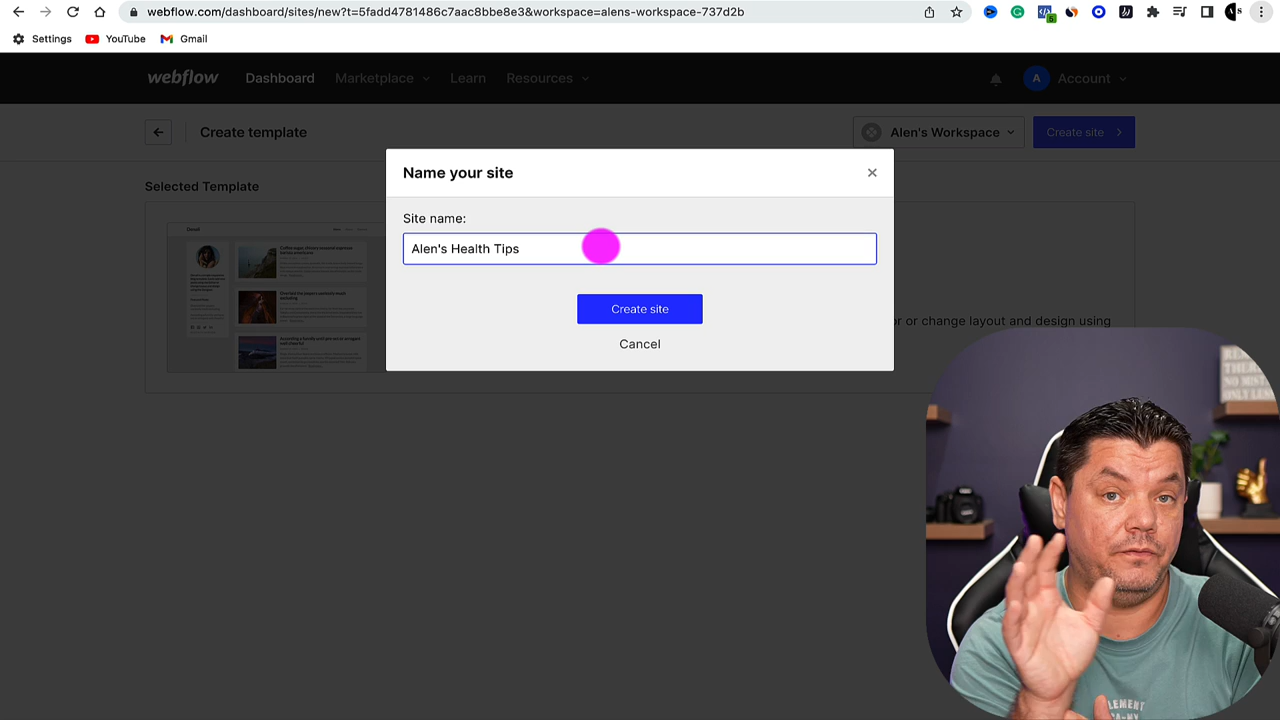 webflow.com/dashboard/sites/new?t=5fadd4781486c7aac8bbe8e3&workspace=alens-workspace-737d2b
6
Settings YouTube Gmail
webflow Dashboard Marketplace Learn Resources A Account
Create template Alen's Workspace Create site
Selected Template
Name your site
Site name:
Alen's Health Tips
Create site
Cancel
or or change layout and design using